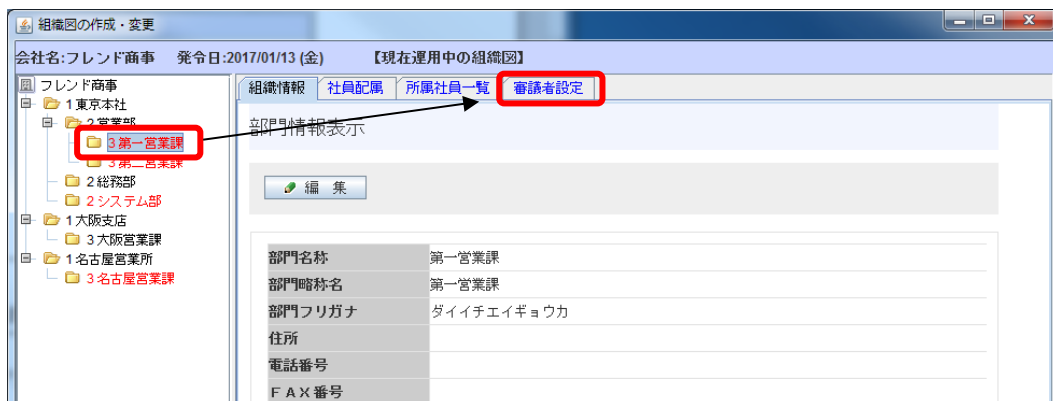 組織図の作成・変更
会社名:フレンド商事 発令日:2017/01/13 (金) 【現在運用中の組織図】
フレンド商事
1東京本社
2営業部
3第一営業課
3第二営業課
2総務部
2システム部
1大阪支店
3大阪営業課
1名古屋営業所
3名古屋営業課
組織情報 社員配属 所属社員一覧 審議者設定
部門情報表示
編 集
部門名称 第一営業課
部門略称名 第一営業課
部門フリガナ ダイイチエイギョウカ
住所
電話番号
ＦＡＸ番号